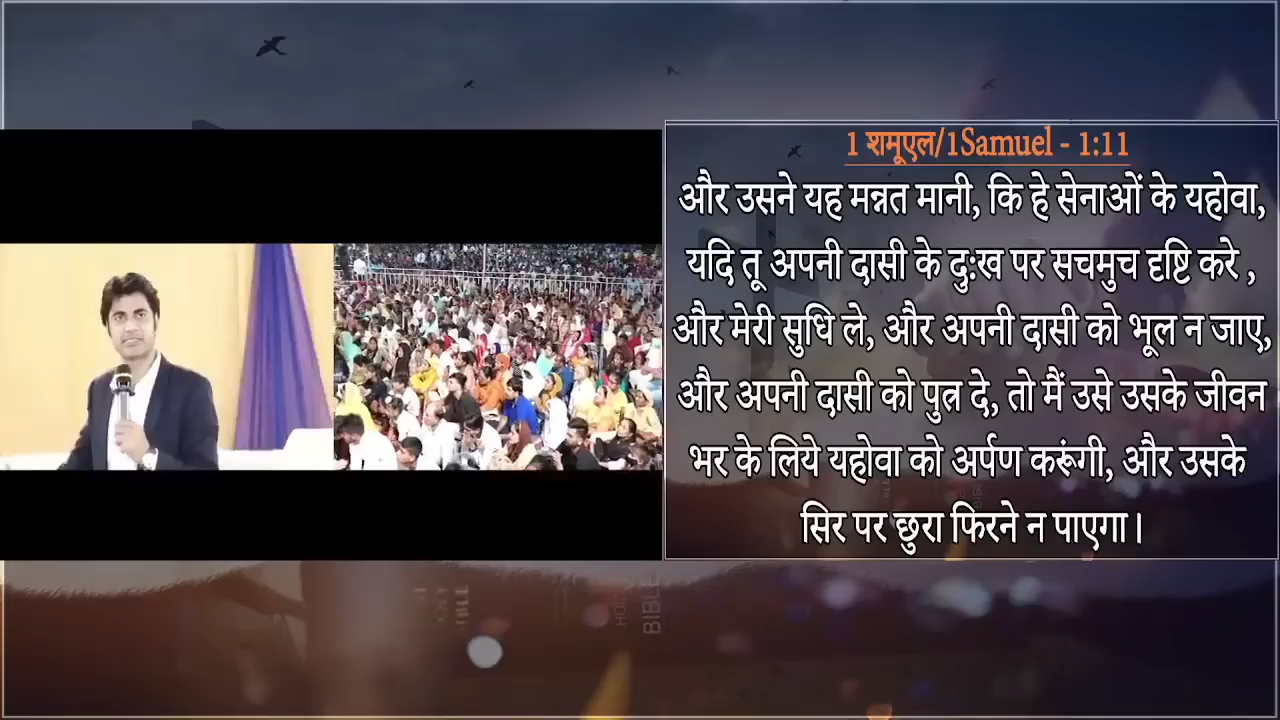 1 शमूएल/1Samuel - 1:11
और उसने यह मन्नत मानी, कि हे सेनाओं के यहोवा,
यदि तू अपनी दासी के दु:ख पर सचमुच दृष्टि करे ,
और मेरी सुधि ले, और अपनी दासी को भूल न जाए,
और अपनी दासी को पुत्र दे, तो मैं उसे उसके जीवन
भर के लिये यहोवा को अर्पण करूंगी, और उसके
सिर पर छुरा फिरने न पाएगा।
BIBLE